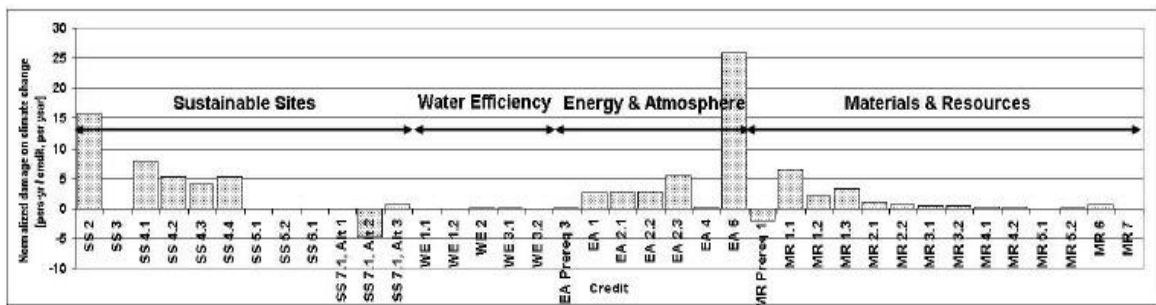 Normalized damage on climate change
[pers·yr / credit, per year]
30
25
20
15
10
5
0
-5
-10
Sustainable Sites
Water Efficiency
Energy & Atmosphere
Materials & Resources
SS 2
SS 3
SS 4.1
SS 4.2
SS 4.3
SS 4.4
SS 5.1
SS 5.2
SS 6.1
SS 7.1, Alt 1
SS 7.1, Alt 2
SS 7.1, Alt 3
WE 1.1
WE 1.2
WE 2
WE 3.1
WE 3.2
EA Prereq 3
EA 1
EA 2.1
EA 2.2
EA 2.3
EA 4
EA 6
MR Prereq 1
MR 1.1
MR 1.2
MR 1.3
MR 2.1
MR 2.2
MR 3.1
MR 3.2
MR 4.1
MR 4.2
MR 5.1
MR 5.2
MR 6
MR 7
Credit